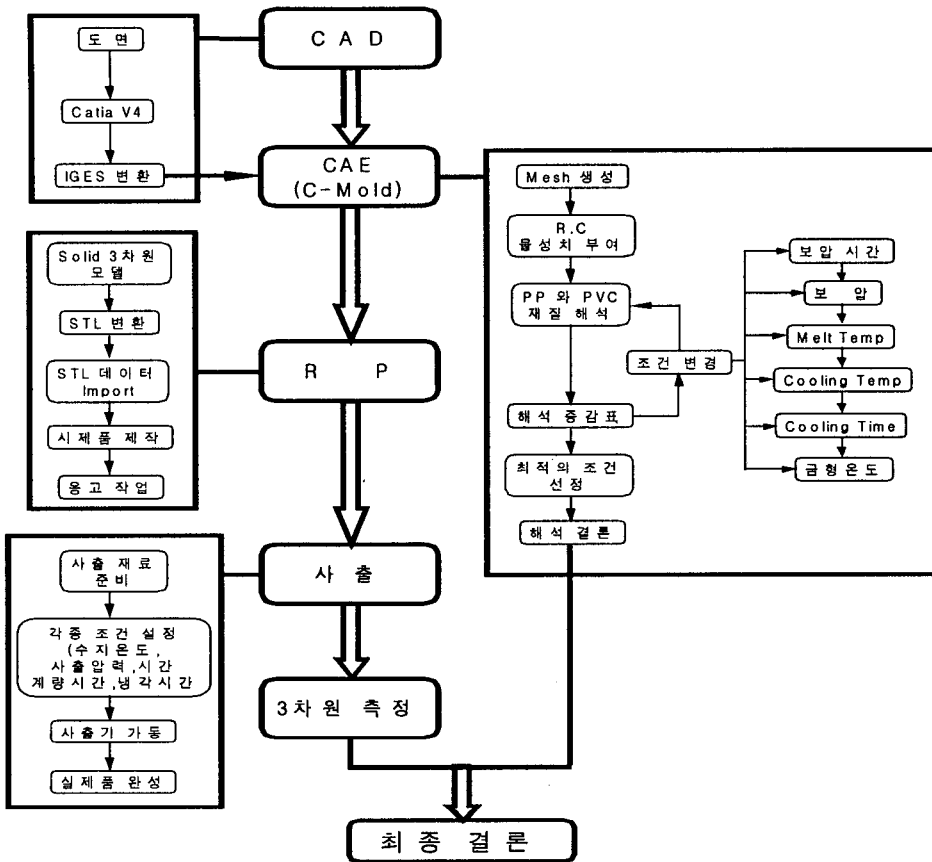 C A D
도 면
Catia V4
IGES 변환
CAE
(C-Mold)
Mesh 생성
R.C
물성치 부여
PP 와 PVC
재질 해석
조건 변경
해석 증감표
최적의 조건
선정
해석 결론
보압 시간
보 압
Melt Temp
Cooling Temp
Cooling Time
금형온도
Solid 3차원
모델
STL 변환
STL 데이터
Import
시제품 제작
응고 작업
R P
사 출
사출 재료
준비
각종 조건 설정
(수지온도,
사출압력,시간
계량시간,냉각시간
사출기 가동
실제품 완성
3차원 측정
최 종 결 론